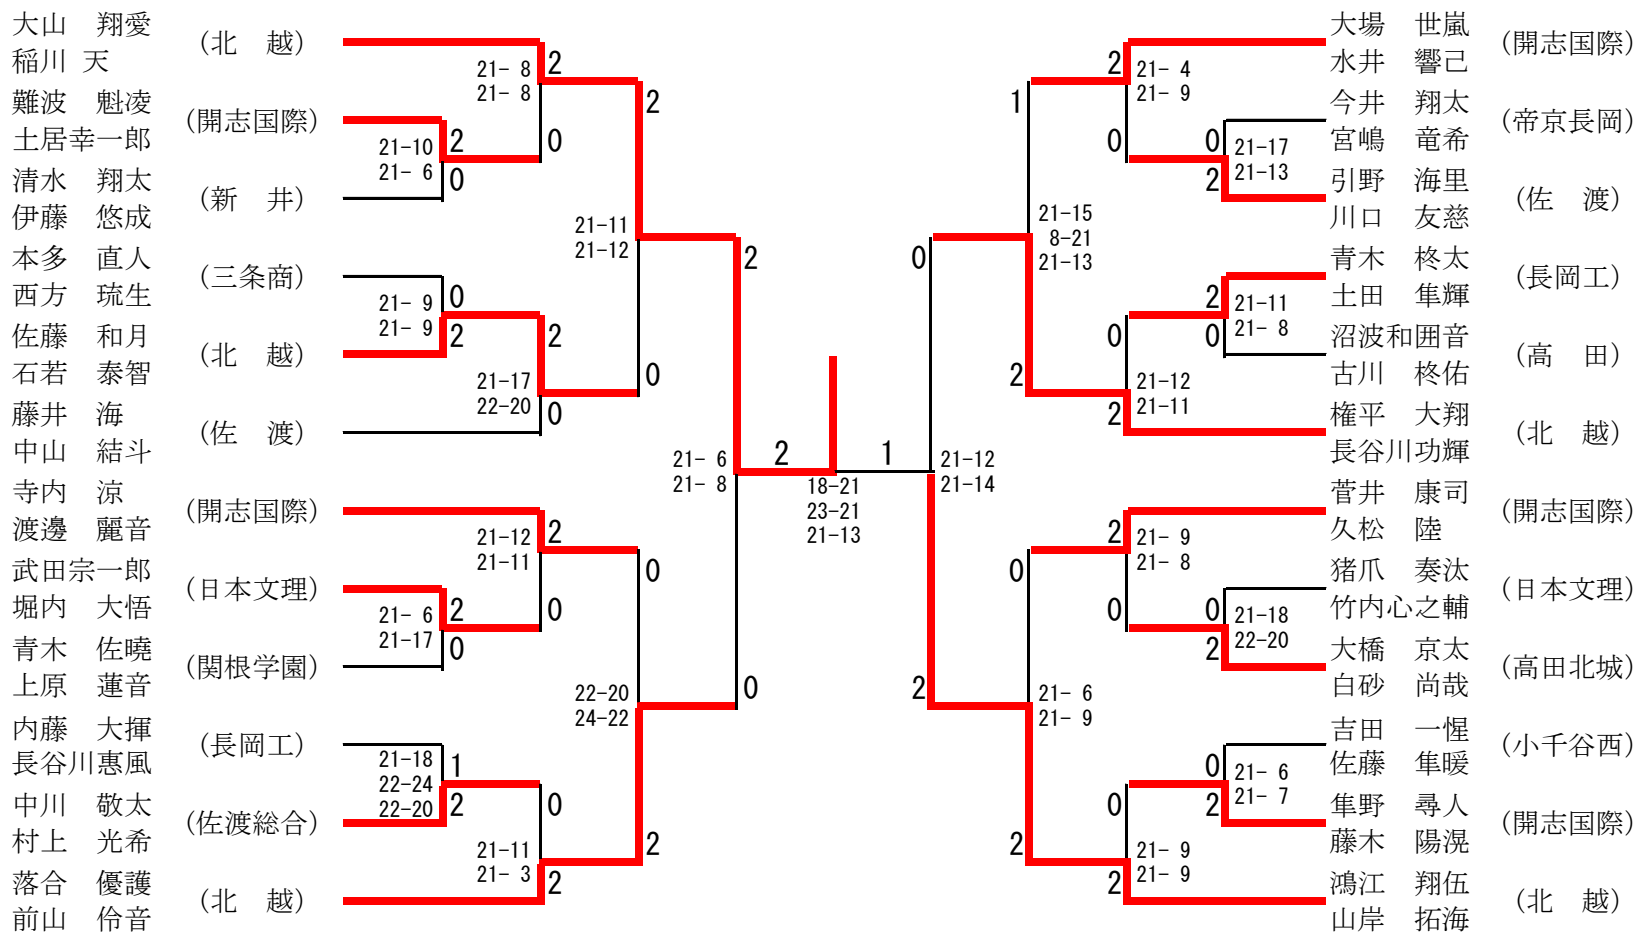 大山　翔愛
稲川 天
(北　越)
難波　魁凌
土居幸一郎
(開志国際)
清水　翔太
伊藤　悠成
(新　井)
本多　直人
西方　琉生
(三条商)
佐藤　和月
石若　泰智
(北　越)
藤井　海
中山　結斗
(佐　渡)
寺内　涼
渡邊　麗音
(開志国際)
武田宗一郎
堀内　大悟
(日本文理)
青木　佐曉
上原　蓮音
(関根学園)
内藤　大揮
長谷川惠風
(長岡工)
中川　敬太
村上　光希
(佐渡総合)
落合　優護
前山　伶音
(北　越)
21-10
21- 6
2
0
21- 9
21- 9
0
2
21- 6
21-17
2
0
21-18
22-24
22-20
1
2
21- 8
21- 8
2
0
21-17
22-20
2
0
21-12
21-11
2
0
21-11
21- 3
0
2
21-11
21-12
2
0
22-20
24-22
0
2
21- 6
21- 8
2
0
2
1
18-21
23-21
21-13
0
2
21-12
21-14
1
2
21-15
8-21
21-13
0
2
21- 6
21- 9
2
0
21- 4
21- 9
0
2
21-12
21-11
2
0
21- 9
21- 8
0
2
21- 9
21- 9
0
2
21-17
21-13
2
0
21-11
21- 8
0
2
21-18
22-20
0
2
21- 6
21- 7
大場　世嵐
水井　響己
(開志国際)
今井　翔太
宮嶋　竜希
(帝京長岡)
引野　海里
川口　友慈
(佐　渡)
青木　柊太
土田　隼輝
(長岡工)
沼波和囲音
古川　柊佑
(高　田)
権平　大翔
長谷川功輝
(北　越)
菅井　康司
久松　陸
(開志国際)
猪爪　奏汰
竹内心之輔
(日本文理)
大橋　京太
白砂　尚哉
(高田北城)
吉田　一惺
佐藤　隼暖
(小千谷西)
隼野　尋人
藤木　陽滉
(開志国際)
鴻江　翔伍
山岸　拓海
(北　越)